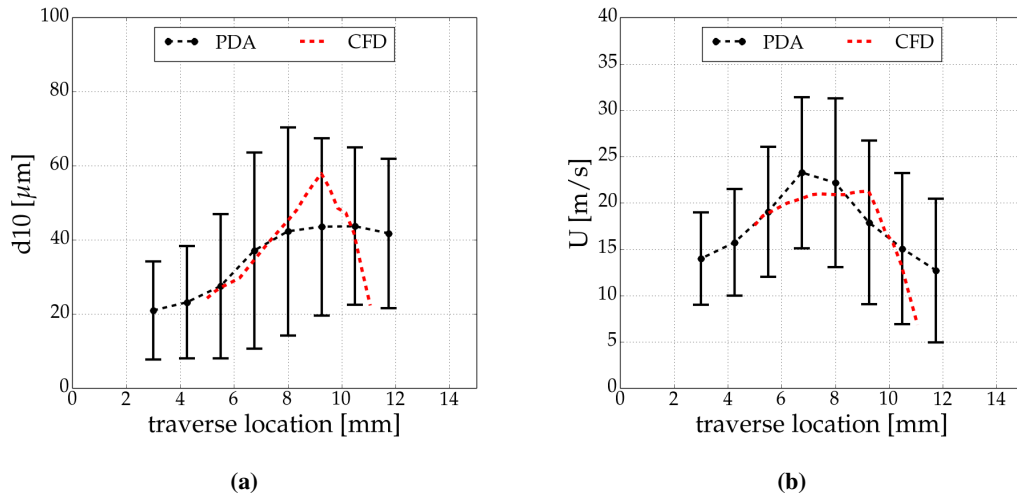 PDA CFD
100
80
60
40
20
0
d10 [μm]
0 2 4 6 8 10 12 14
traverse location [mm]
(a)
PDA CFD
40
35
30
25
20
15
10
5
0
U [m/s]
0 2 4 6 8 10 12 14
traverse location [mm]
(b)